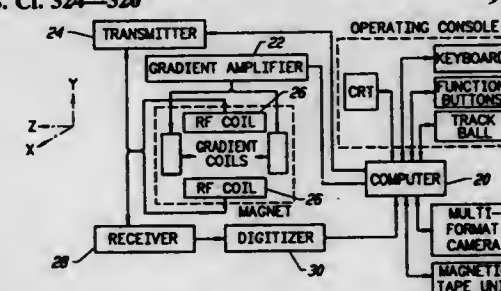 s. Cl. 324—320
24
TRANSMITTER
OPERATING CONSOLE
22
GRADIENT AMPLIFIER
KEYBOARD
CRT
FUNCTION
BUTTONS
TRACK
BALL
Y
Z
X
26
RF COIL
GRADIENT
COILS
RF COIL
26
MAGNET
COMPUTER
20
28
RECEIVER
DIGITIZER
30
MULTI-
FORMAT
CAMERA
MAGNETIC
TAPE UNIT